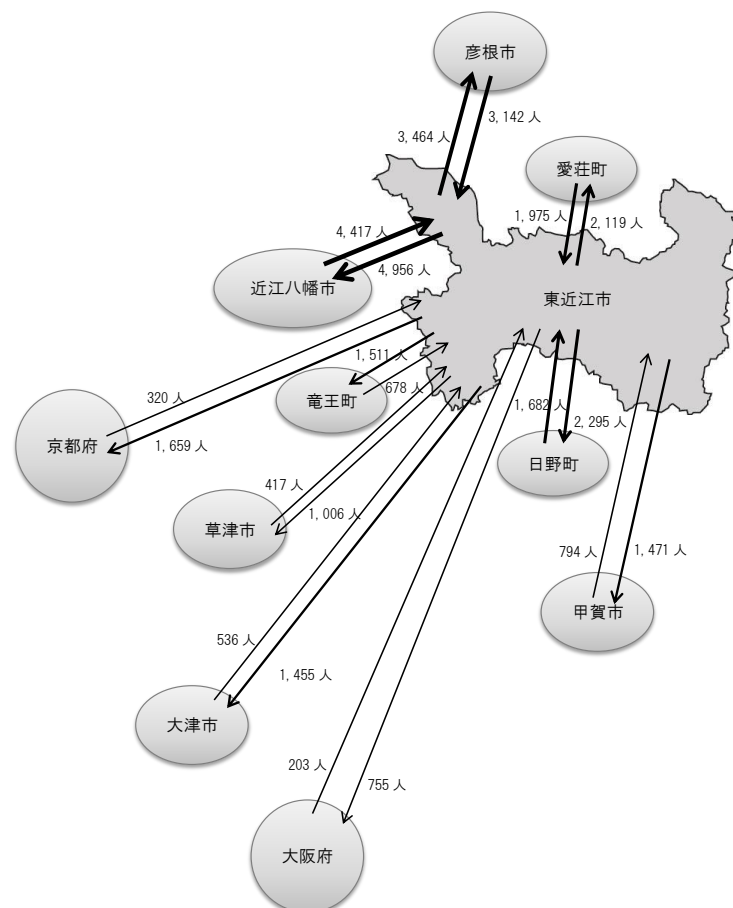 彦根市
3,142 人
3,464 人
愛荘町
1,975 人
2,119 人
4,417 人
4,956 人
近江八幡市
東近江市
1,511 人
678 人
320 人
竜王町
1,682 人
2,295 人
京都府
1,659 人
日野町
417 人
1,006 人
草津市
794 人
1,471 人
甲賀市
536 人
1,455 人
大津市
203 人
755 人
大阪府